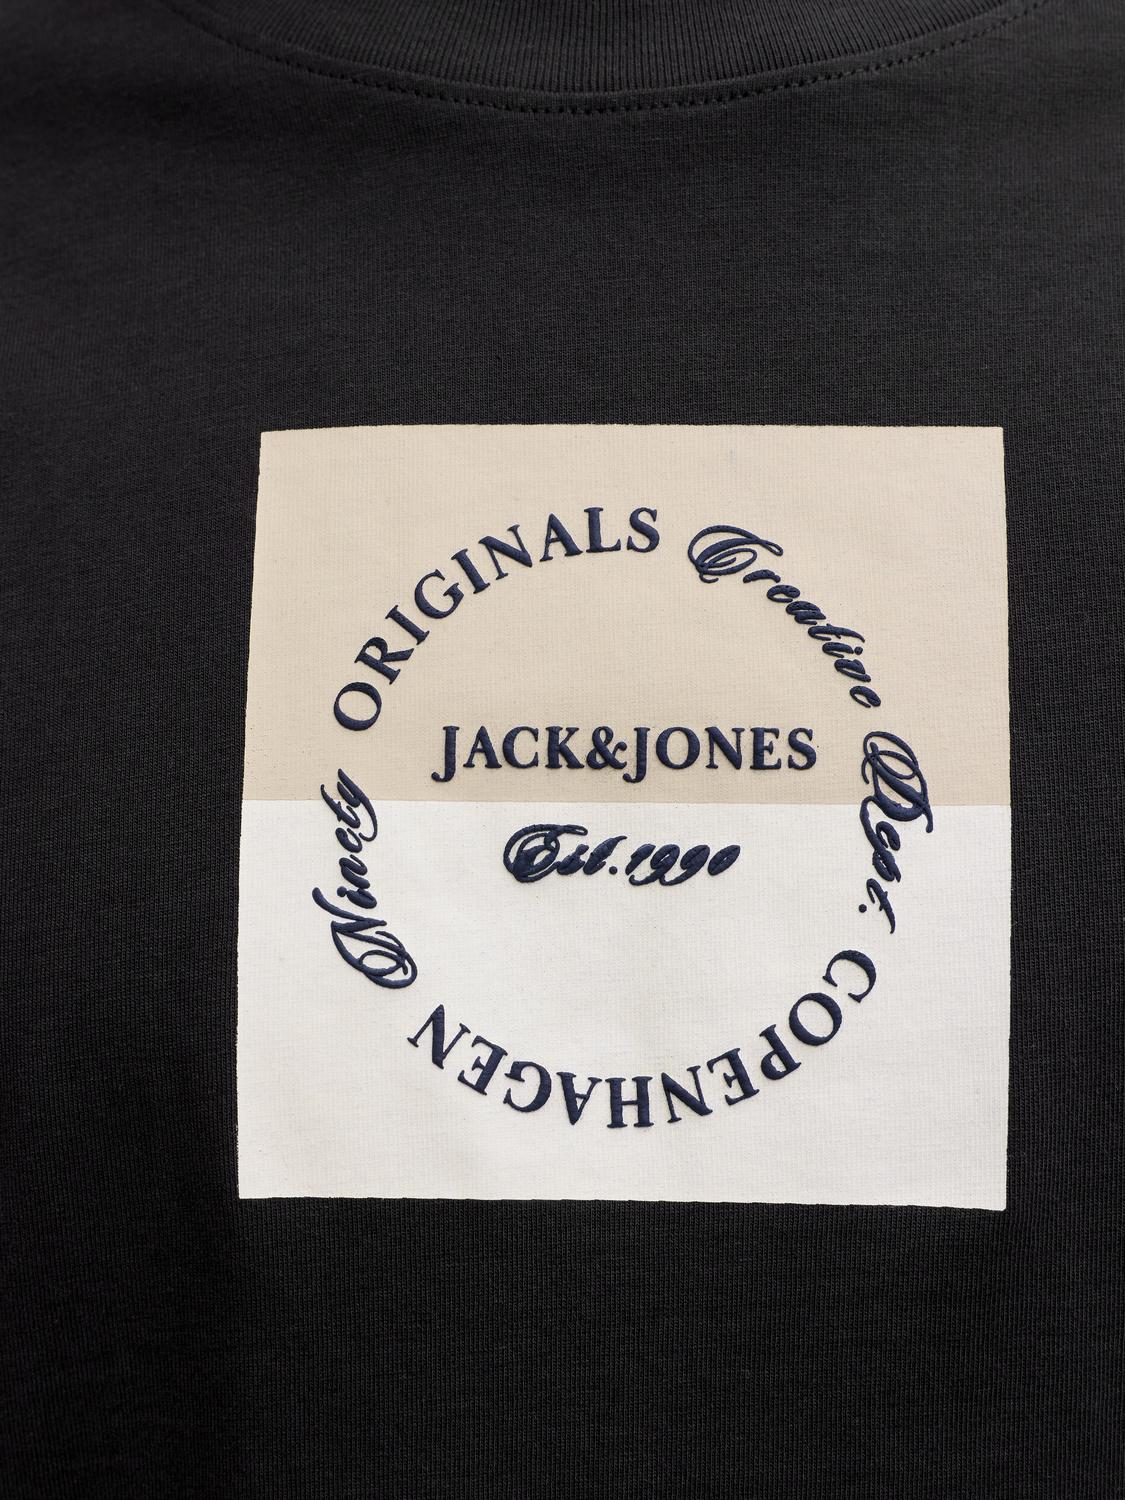 Ninety ORIGINALS Creative Dept. COPENHAGEN
JACK&JONES
Est.1990